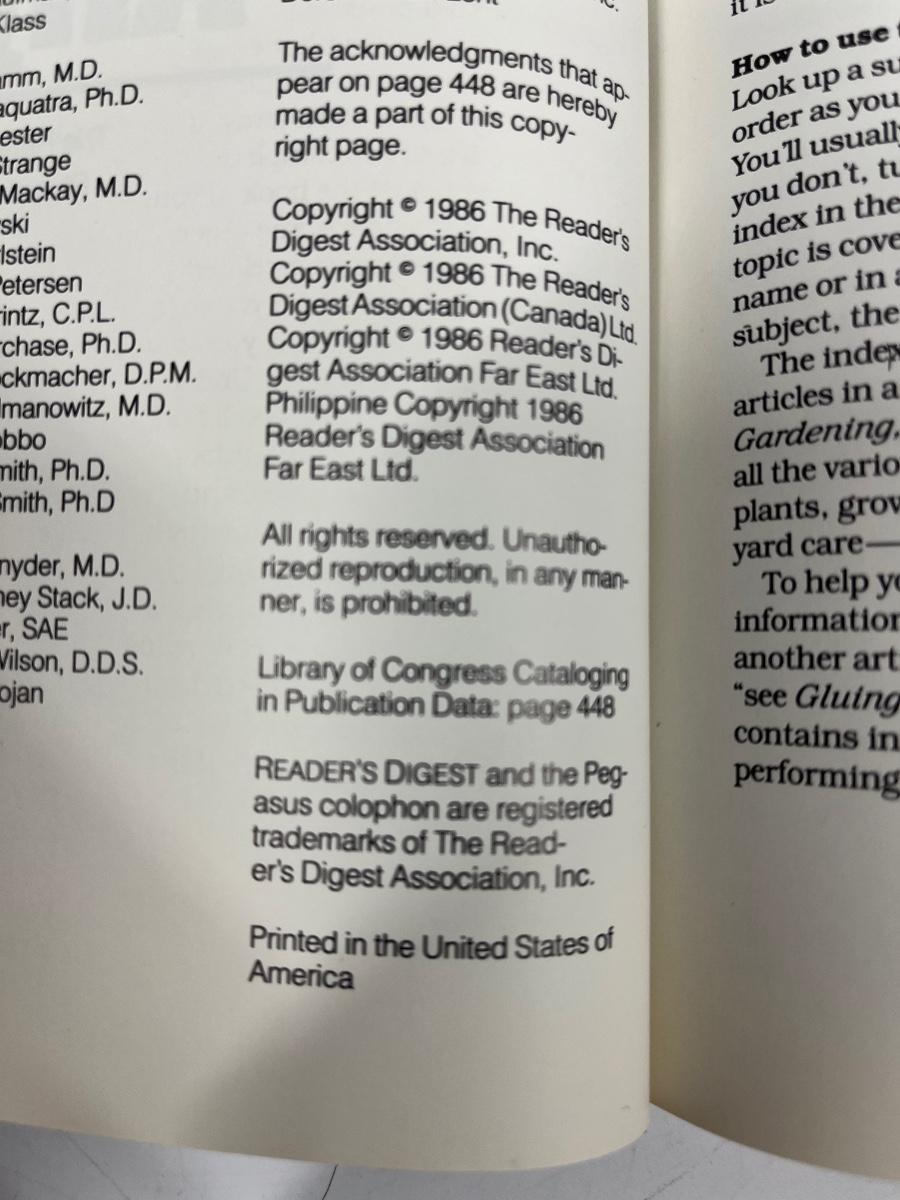 Klass
amm, M.D.
aquatra, Ph.D.
ester
Strange
Mackay, M.D.
ski
lstein
Petersen
rintz, C.P.L.
rchase, Ph.D.
ockmacher, D.P.M.
lmanowitz, M.D.
obbo
mith, Ph.D.
Smith, Ph.D
nyder, M.D.
ney Stack, J.D.
r, SAE
Wilson, D.D.S.
ojan
The acknowledgments that ap-
pear on page 448 are hereby
made a part of this copy-
right page.
Copyright © 1986 The Reader's
Digest Association, Inc.
Copyright © 1986 The Reader's
Digest Association (Canada) Ltd.
Copyright © 1986 Reader's Di-
gest Association Far East Ltd.
Philippine Copyright 1986
Reader's Digest Association
Far East Ltd.
All rights reserved. Unautho-
rized reproduction, in any man-
ner, is prohibited.
Library of Congress Cataloging
in Publication Data: page 448
READER'S DIGEST and the Peg-
asus colophon are registered
trademarks of The Read-
er's Digest Association, Inc.
Printed in the United States of
America
it is
How to use
Look up a su
order as you
You'll usually
you don't, tu
index in the
topic is cove
name or in a
subject, the
The index
articles in a
Gardening,
all the vario
plants, grow
yard care—
To help yo
information
another art
"see Gluing
contains in
performing